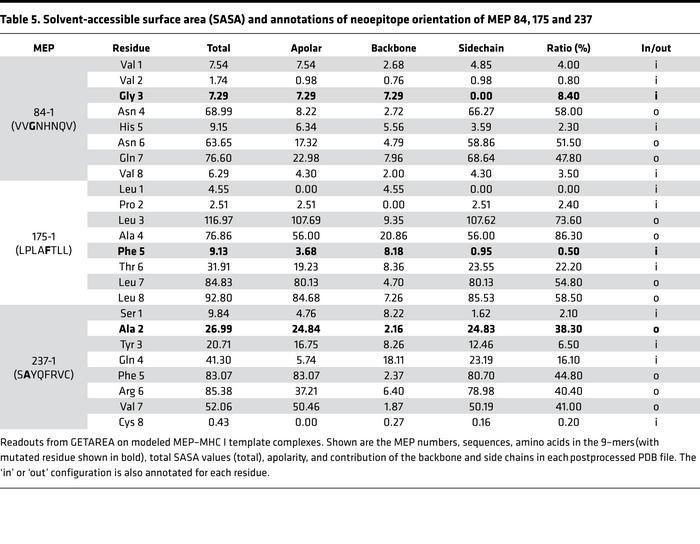 Table 5. Solvent-accessible surface area (SASA) and annotations of neoepitope orientation of MEP 84, 175 and 237
MEP Residue Total Apolar Backbone Sidechain Ratio (%) In/out
84-1
(VVGNHNQV)
Val 1 7.54 7.54 2.68 4.85 4.00 i
Val 2 1.74 0.98 0.76 0.98 0.80 i
Gly 3 7.29 7.29 7.29 0.00 8.40 i
Asn 4 68.99 8.22 2.72 66.27 58.00 o
His 5 9.15 6.34 5.56 3.59 2.30 i
Asn 6 63.65 17.32 4.79 58.86 51.50 o
Gln 7 76.60 22.98 7.96 68.64 47.80 o
Val 8 6.29 4.30 2.00 4.30 3.50 i
175-1
(LPLAFTLL)
Leu 1 4.55 0.00 4.55 0.00 0.00 i
Pro 2 2.51 2.51 0.00 2.51 2.40 i
Leu 3 116.97 107.69 9.35 107.62 73.60 o
Ala 4 76.86 56.00 20.86 56.00 86.30 o
Phe 5 9.13 3.68 8.18 0.95 0.50 i
Thr 6 31.91 19.23 8.36 23.55 22.20 i
Leu 7 84.83 80.13 4.70 80.13 54.80 o
Leu 8 92.80 84.68 7.26 85.53 58.50 o
237-1
(SAYQFRVC)
Ser 1 9.84 4.76 8.22 1.62 2.10 i
Ala 2 26.99 24.84 2.16 24.83 38.30 o
Tyr 3 20.71 16.75 8.26 12.46 6.50 i
Gln 4 41.30 5.74 18.11 23.19 16.10 i
Phe 5 83.07 83.07 2.37 80.70 44.80 o
Arg 6 85.38 37.21 6.40 78.98 40.40 o
Val 7 52.06 50.46 1.87 50.19 41.00 o
Cys 8 0.43 0.00 0.27 0.16 0.20 i
Readouts from GETAREA on modeled MEP-MHC I template complexes. Shown are the MEP numbers, sequences, amino acids in the 9-mers(with
mutated residue shown in bold), total SASA values (total), apolarity, and contribution of the backbone and side chains in each postprocessed PDB file. The
'in' or 'out' configuration is also annotated for each residue.